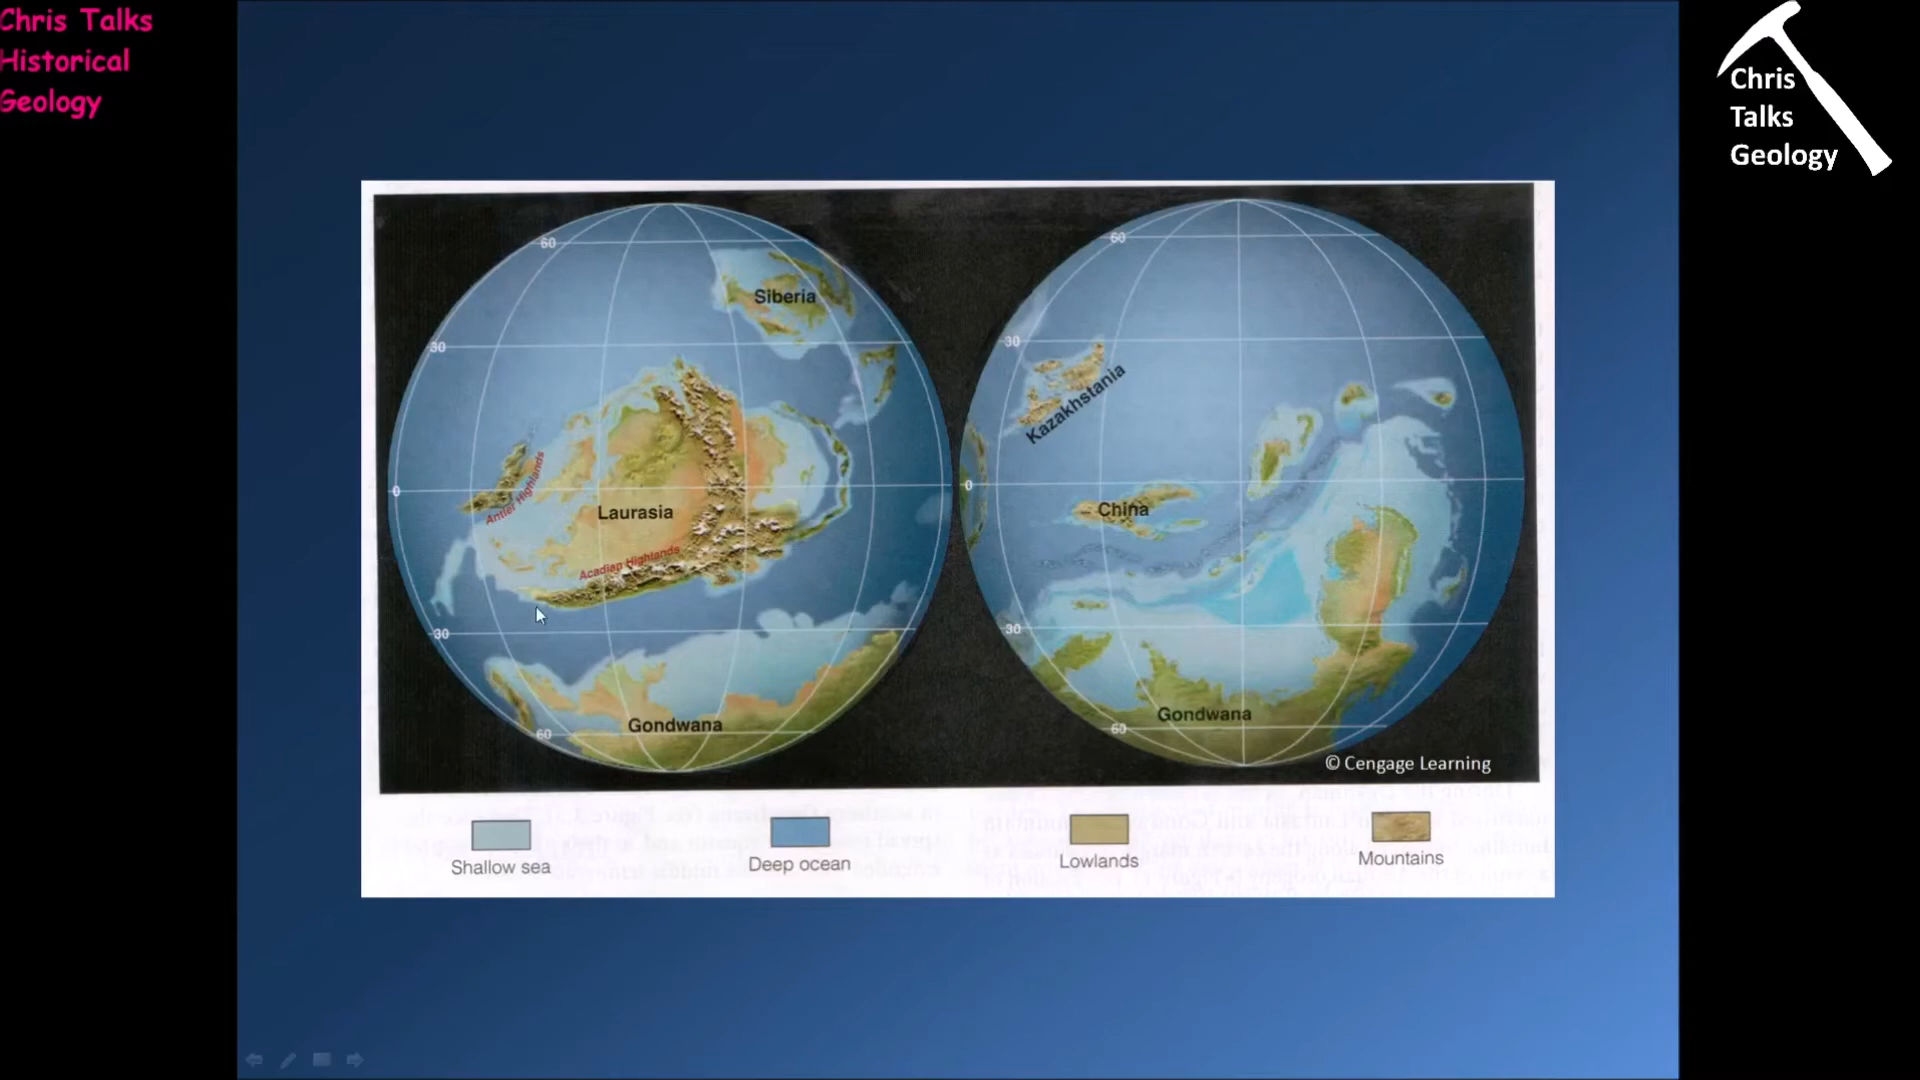 Chris Talks
Historical
Geology
Chris
Talks
Geology
60
Siberia
30
Antler Highlands
0
Laurasia
Acadian Highlands
30
Gondwana
60
60
30
Kazakhstania
0
China
30
Gondwana
60
© Cengage Learning
Shallow sea
Deep ocean
Lowlands
Mountains